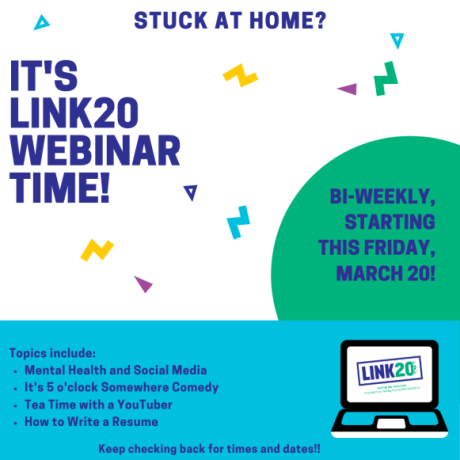 STUCK AT HOME?
IT'S
LINK20
WEBINAR
TIME!
BI-WEEKLY,
STARTING
THIS FRIDAY,
MARCH 20!
Topics include:
• Mental Health and Social Media
• It's 5 o'clock Somewhere Comedy
• Tea Time with a YouTuber
• How to Write a Resume
LINK20
Keep checking back for times and dates!!